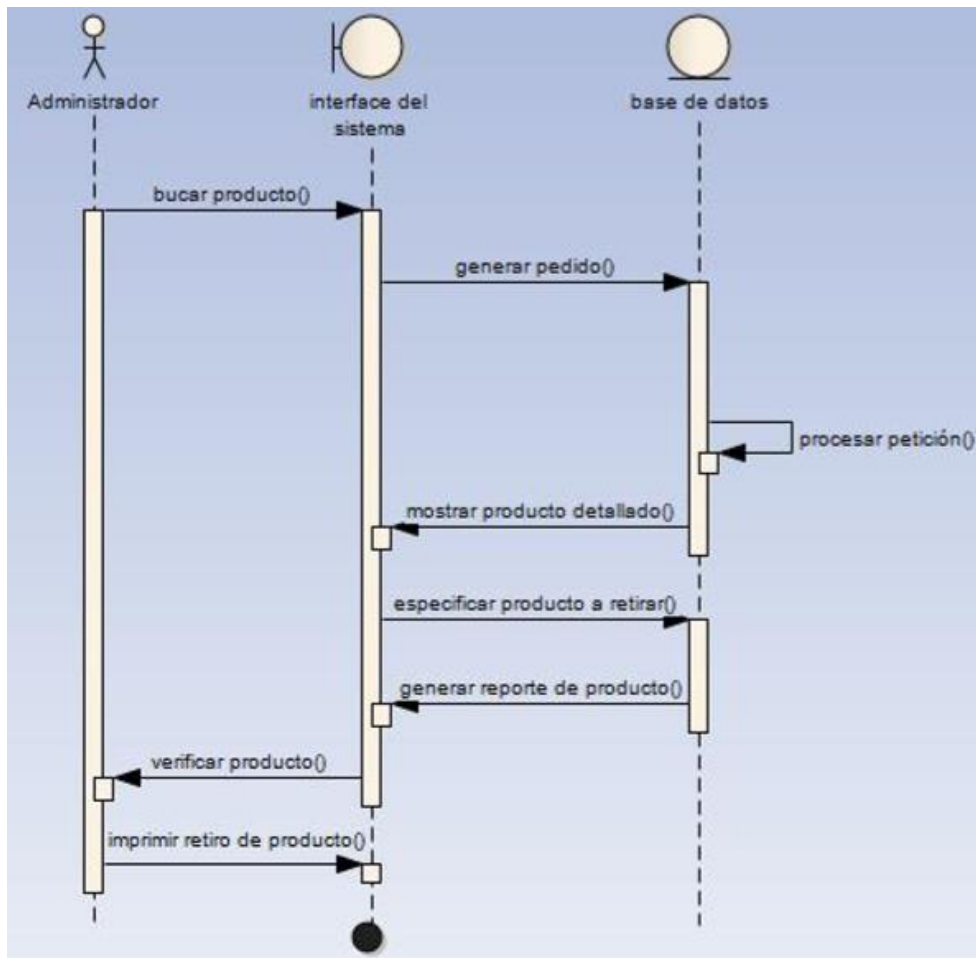 Administrador
interface del
sistema
base de datos
bucar producto()
generar pedido()
procesar petición()
mostrar producto detallado()
especificar producto a retirar()
generar reporte de producto()
verificar producto()
imprimir retiro de producto()